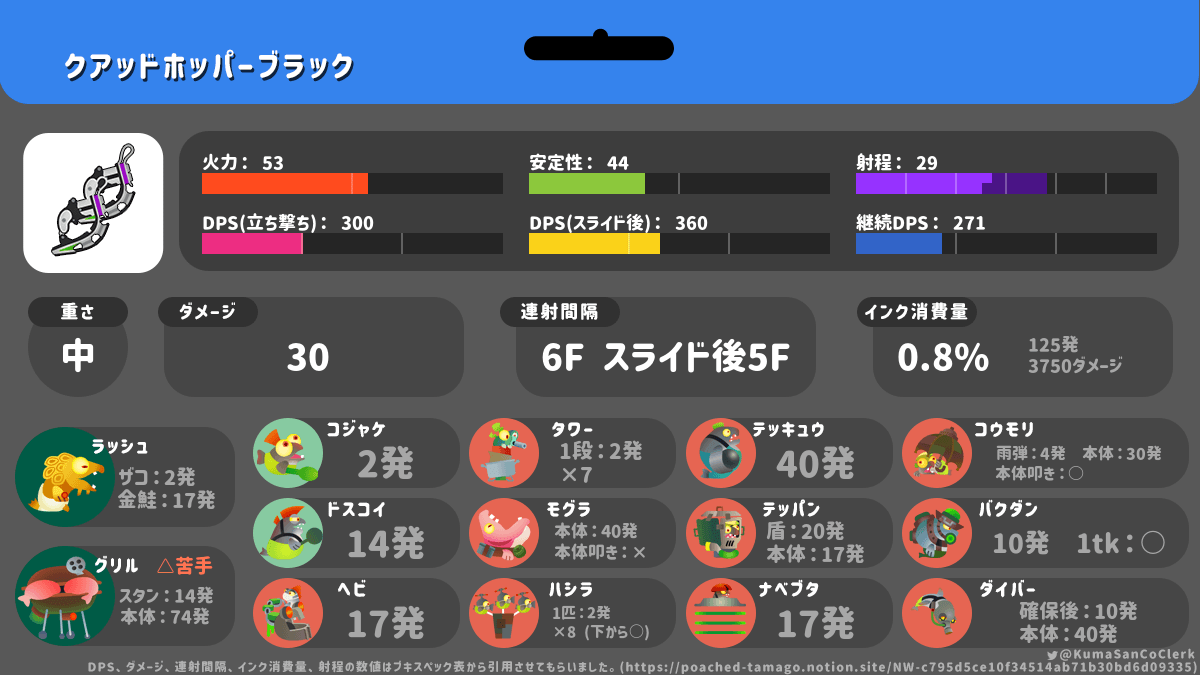 クアッドホッパーブラック
火力： 53
安定性： 44
射程： 29
DPS(立ち撃ち)： 300
DPS(スライド後)： 360
継続DPS： 271
重さ
中
ダメージ
30
連射間隔
6F スライド後5F
インク消費量
0.8%
125発
3750ダメージ
ラッシュ
ザコ：2発
金鮭：17発
グリル △苦手
スタン：14発
本体：74発
コジャケ
2発
ドスコイ
14発
ヘビ
17発
タワー
1段：2発
×7
モグラ
本体：40発
本体叩き：×
ハシラ
1匹：2発
×8 (下から○)
テッキュウ
40発
テッパン
盾：20発
本体：17発
ナベブタ
17発
コウモリ
雨弾：4発 本体：30発
本体叩き：○
バクダン
10発 1tk：○
ダイバー
確保後：10発
本体：40発
@KumaSanCoClerk
DPS、ダメージ、連射間隔、インク消費量、射程の数値はブキスペック表から引用させてもらいました。(https://poached-tamago.notion.site/NW-c795d5ce10f34514ab71b30bd6d09335)